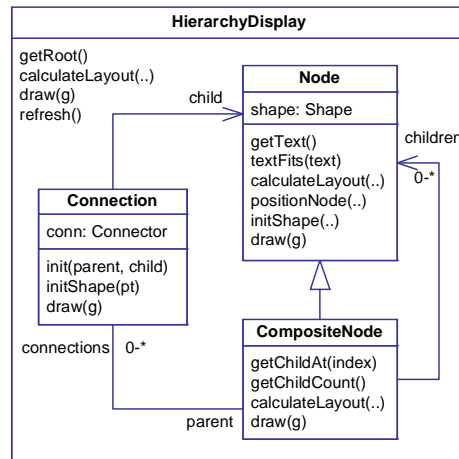 HierarchyDisplay
getRoot()
calculateLayout(..)
draw(g)
refresh()
child
Node
shape: Shape
getText()
textFits(text)
calculateLayout(..)
positionNode(..)
initShape(..)
draw(g)
children
0-*
Connection
conn: Connector
init(parent, child)
initShape(pt)
draw(g)
connections 0-*
CompositeNode
getChildAt(index)
getChildCount()
calculateLayout(..)
draw(g)
parent